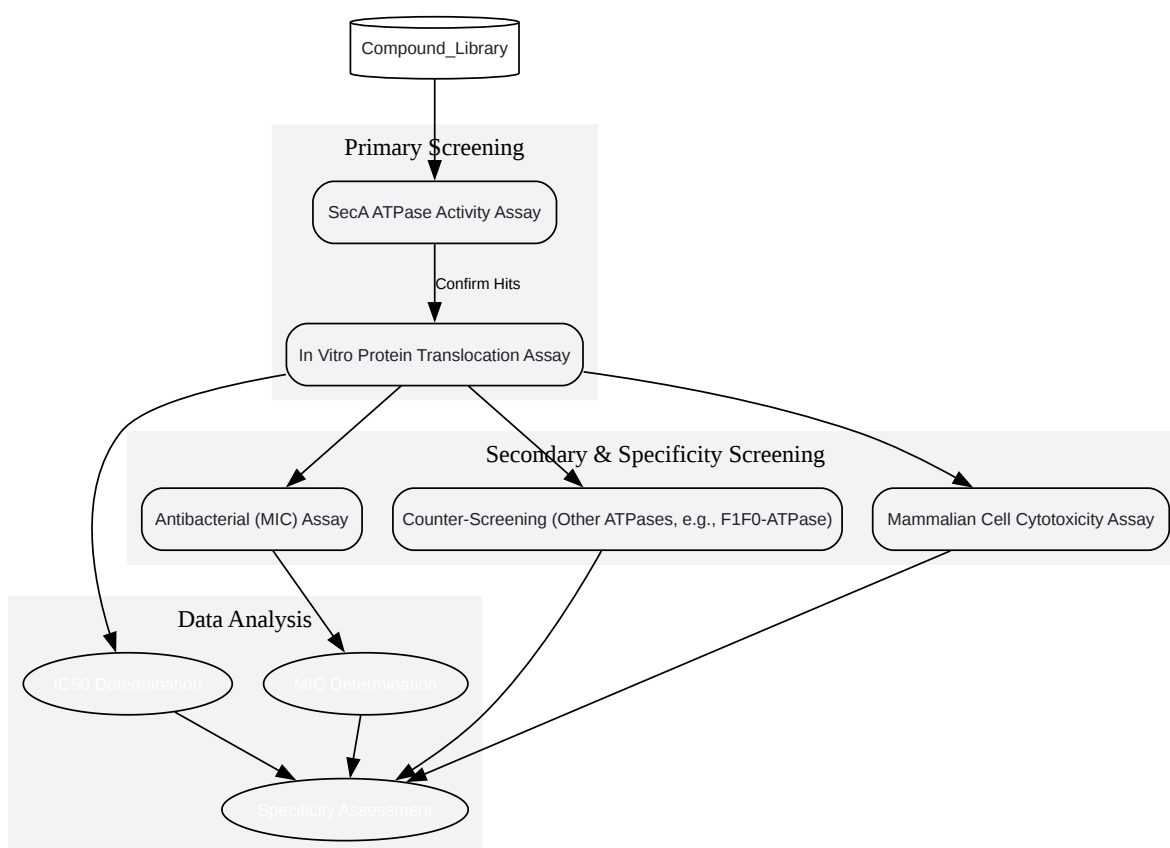 Compound_Library
Primary Screening
SecA ATPase Activity Assay
Confirm Hits
In Vitro Protein Translocation Assay
Secondary & Specificity Screening
Antibacterial (MIC) Assay
Counter-Screening (Other ATPases, e.g., F1F0-ATPase)
Mammalian Cell Cytotoxicity Assay
Data Analysis
IC50 Determination
MIC Determination
Specificity Assessment